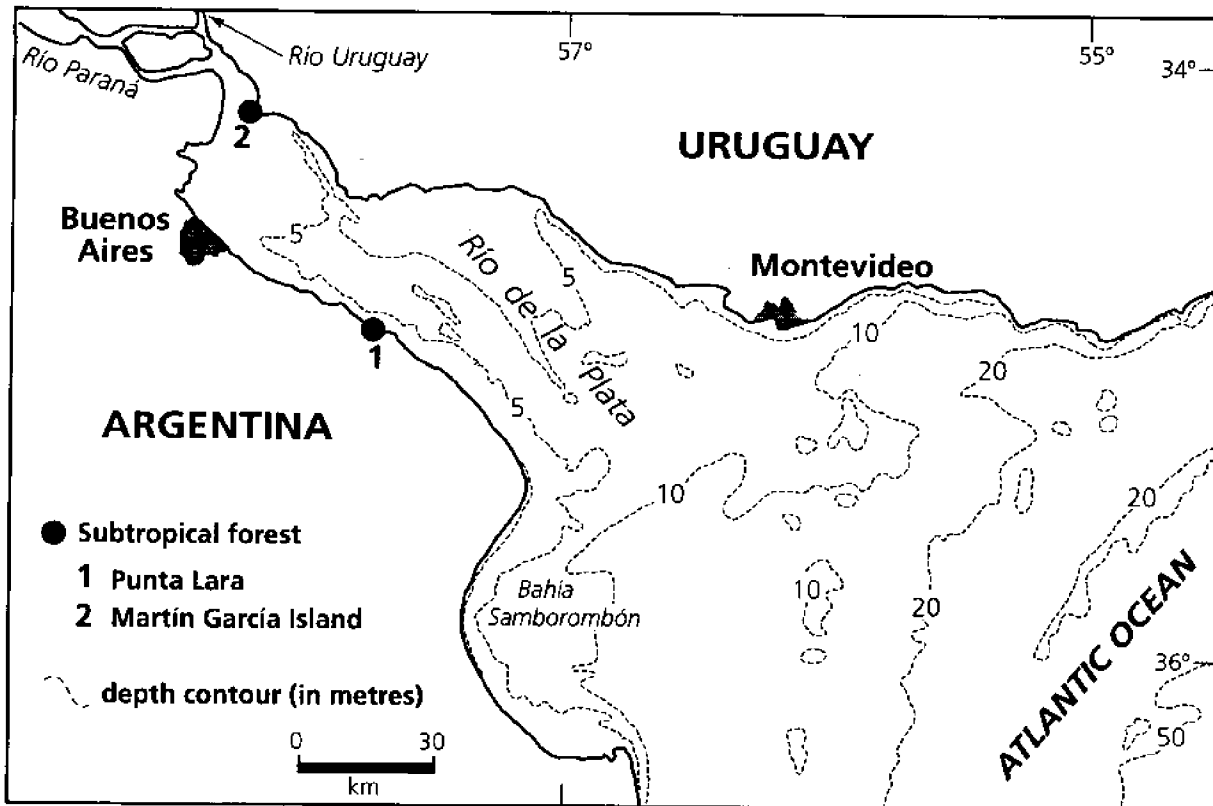 Río Uruguay
57°
55°
34°
Río Paraná
2
URUGUAY
Buenos
Aires
5
Río de la Plata
5
Montevideo
10
1
20
5
ARGENTINA
10
20
Subtropical forest
1 Punta Lara
2 Martín García Island
Bahía
Samborombón
10
20
ATLANTIC OCEAN
36°
depth contour (in metres)
50
0 30
km